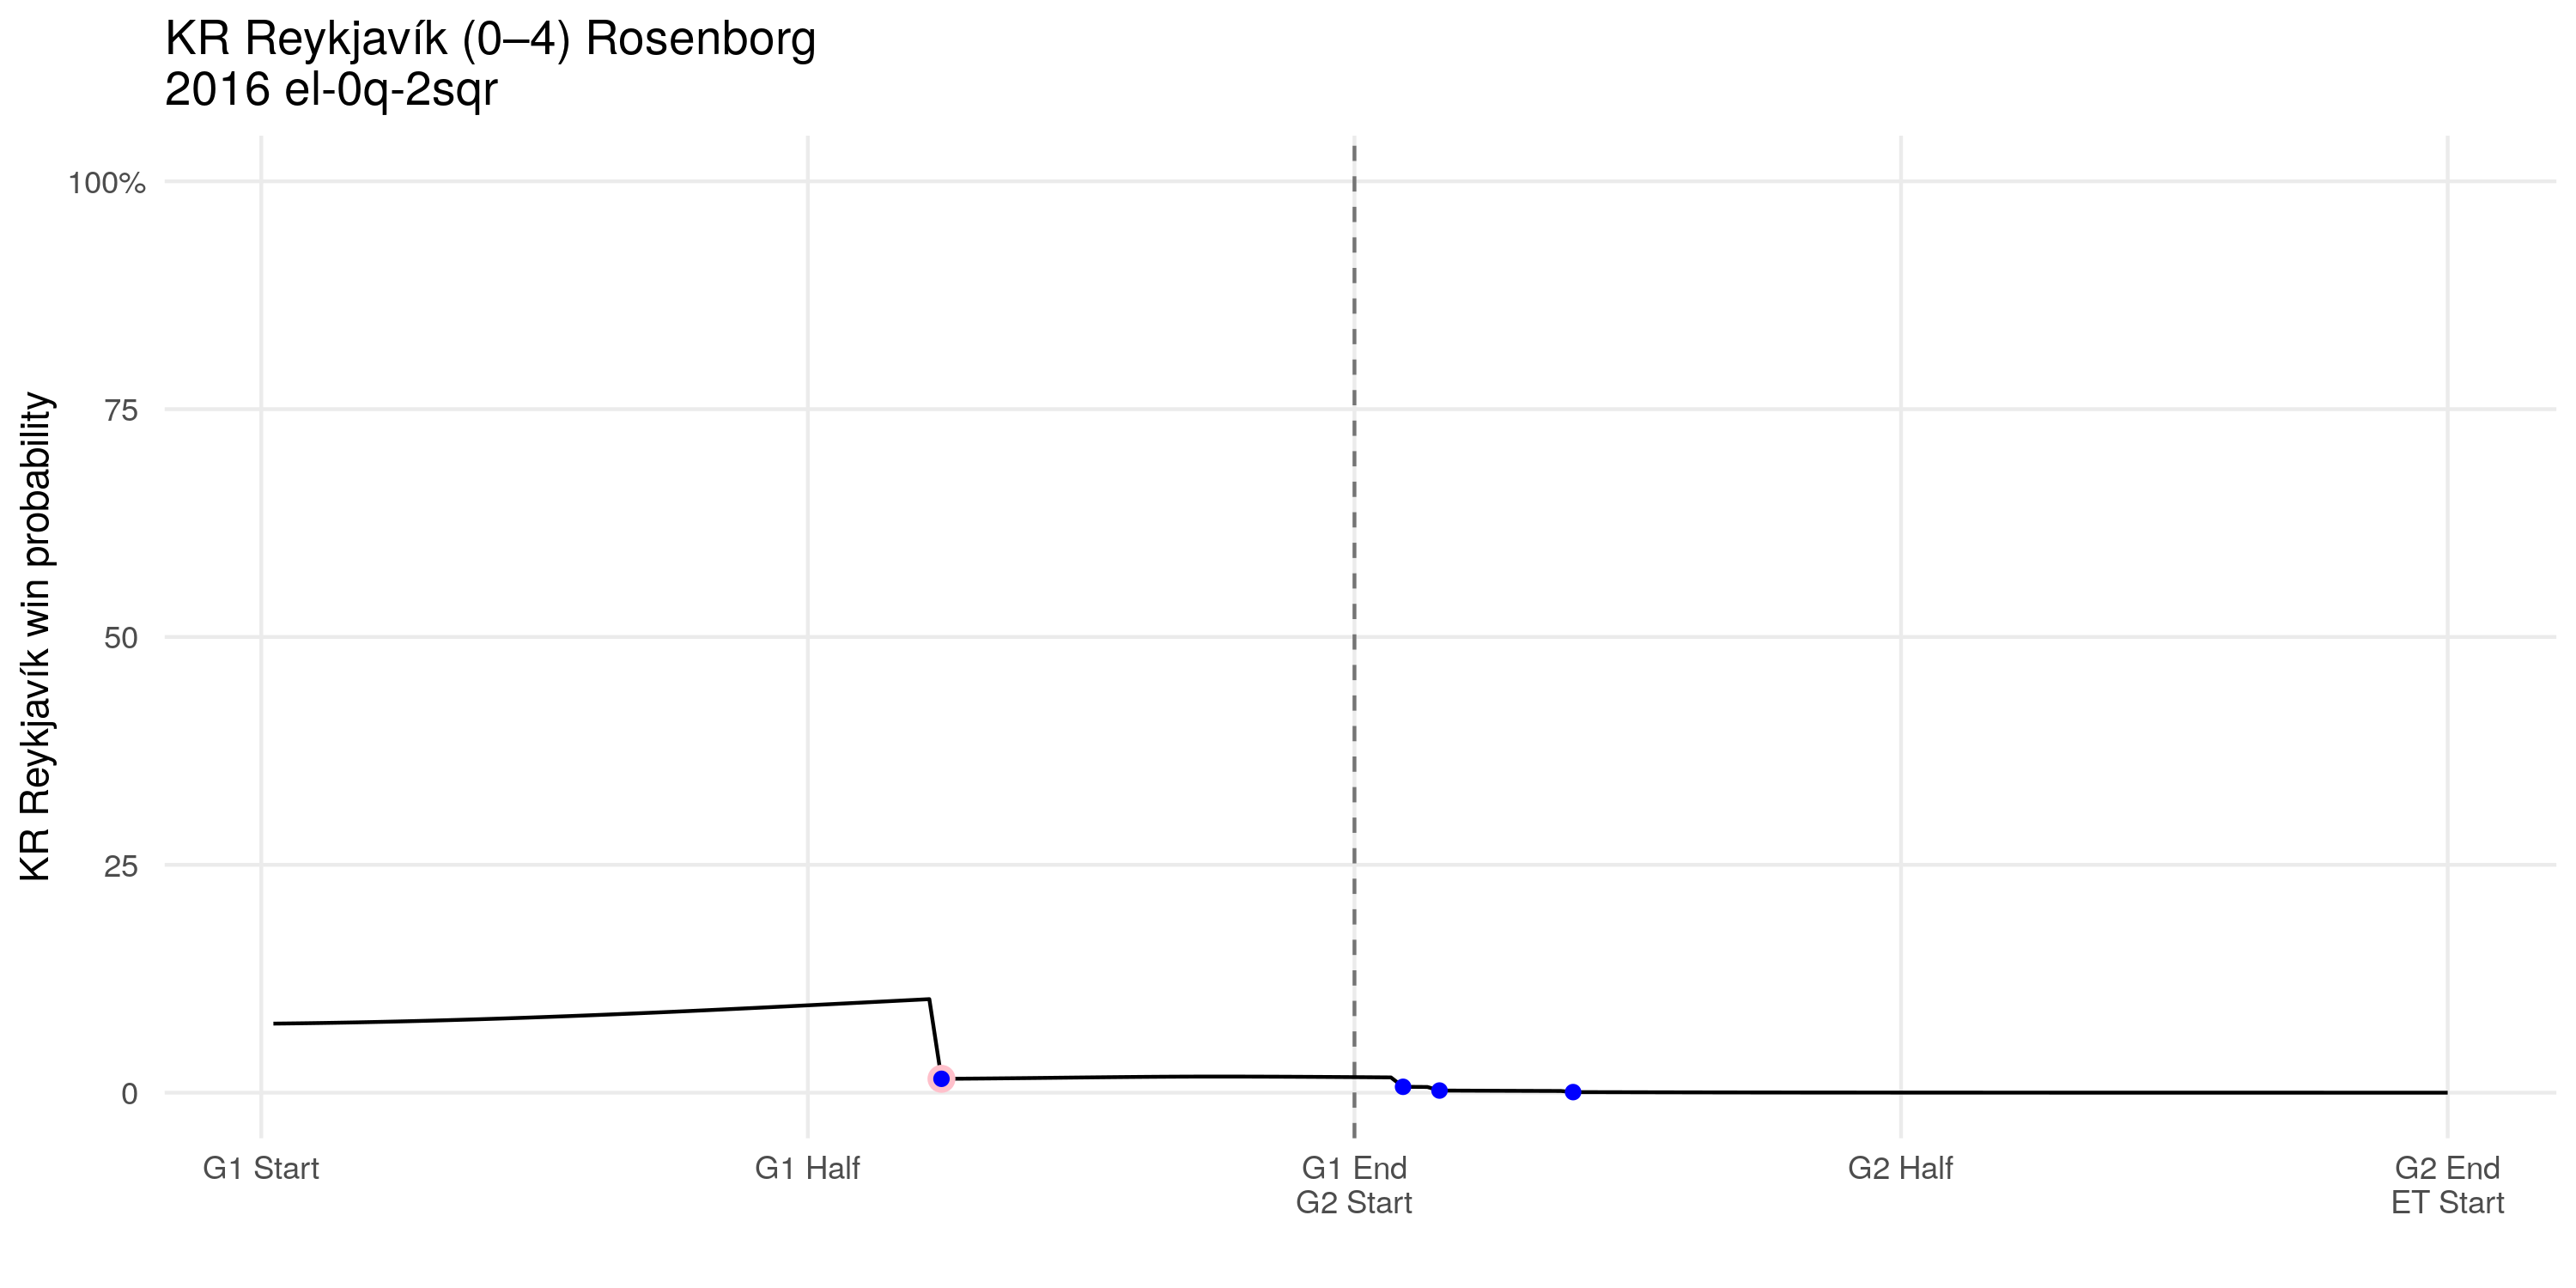 KR Reykjavík (0–4) Rosenborg
2016 el-0q-2sqr
KR Reykjavík win probability
100%
75
50
25
0
G1 Start
G1 Half
G1 End
G2 Start
G2 Half
G2 End
ET Start